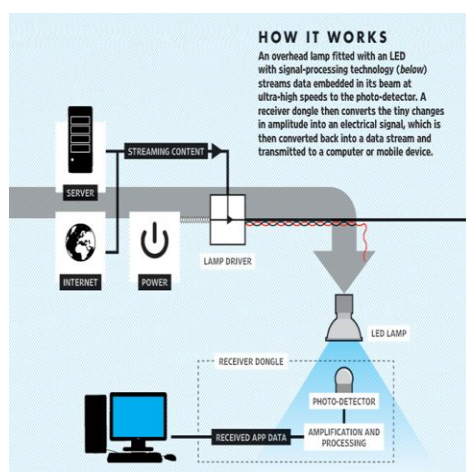 HOW IT WORKS
An overhead lamp fitted with an LED
with signal-processing technology (below)
streams data embedded in its beam at
ultra-high speeds to the photo-detector. A
receiver dongle then converts the tiny changes
in amplitude into an electrical signal, which is
then converted back into a data stream and
transmitted to a computer or mobile device.
STREAMING CONTENT
SERVER
INTERNET
POWER
LAMP DRIVER
LED LAMP
RECEIVER DONGLE
PHOTO-DETECTOR
RECEIVED APP DATA
AMPLIFICATION AND
PROCESSING